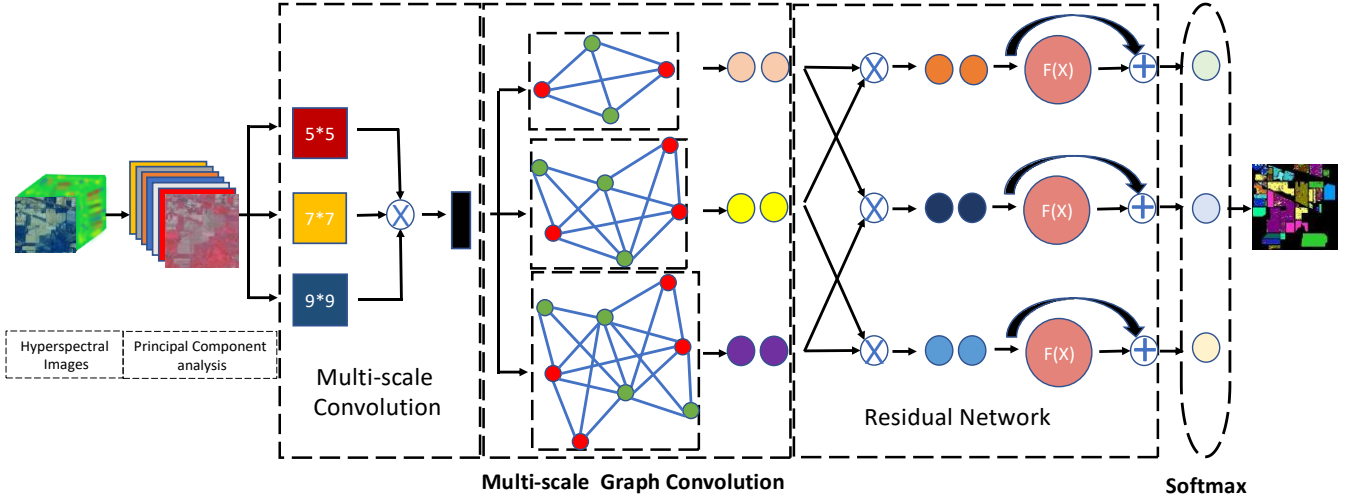 5*5
7*7
9*9
Hyperspectral
Images
Principal Component
analysis
Multi-scale
Convolution
Multi-scale Graph Convolution
F(X)
F(X)
F(X)
Residual Network
Softmax